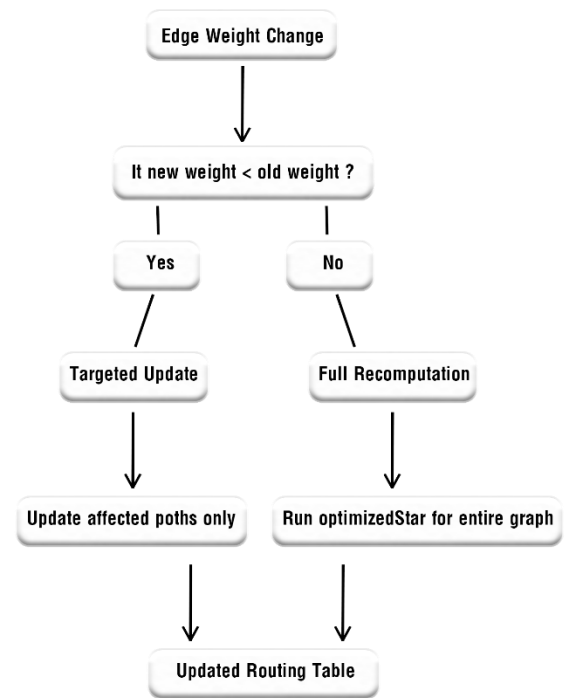 Edge Weight Change
It new weight < old weight ?
Yes
No
Targeted Update
Full Recomputation
Update affected poths only
Run optimizedStar for entire graph
Updated Routing Table